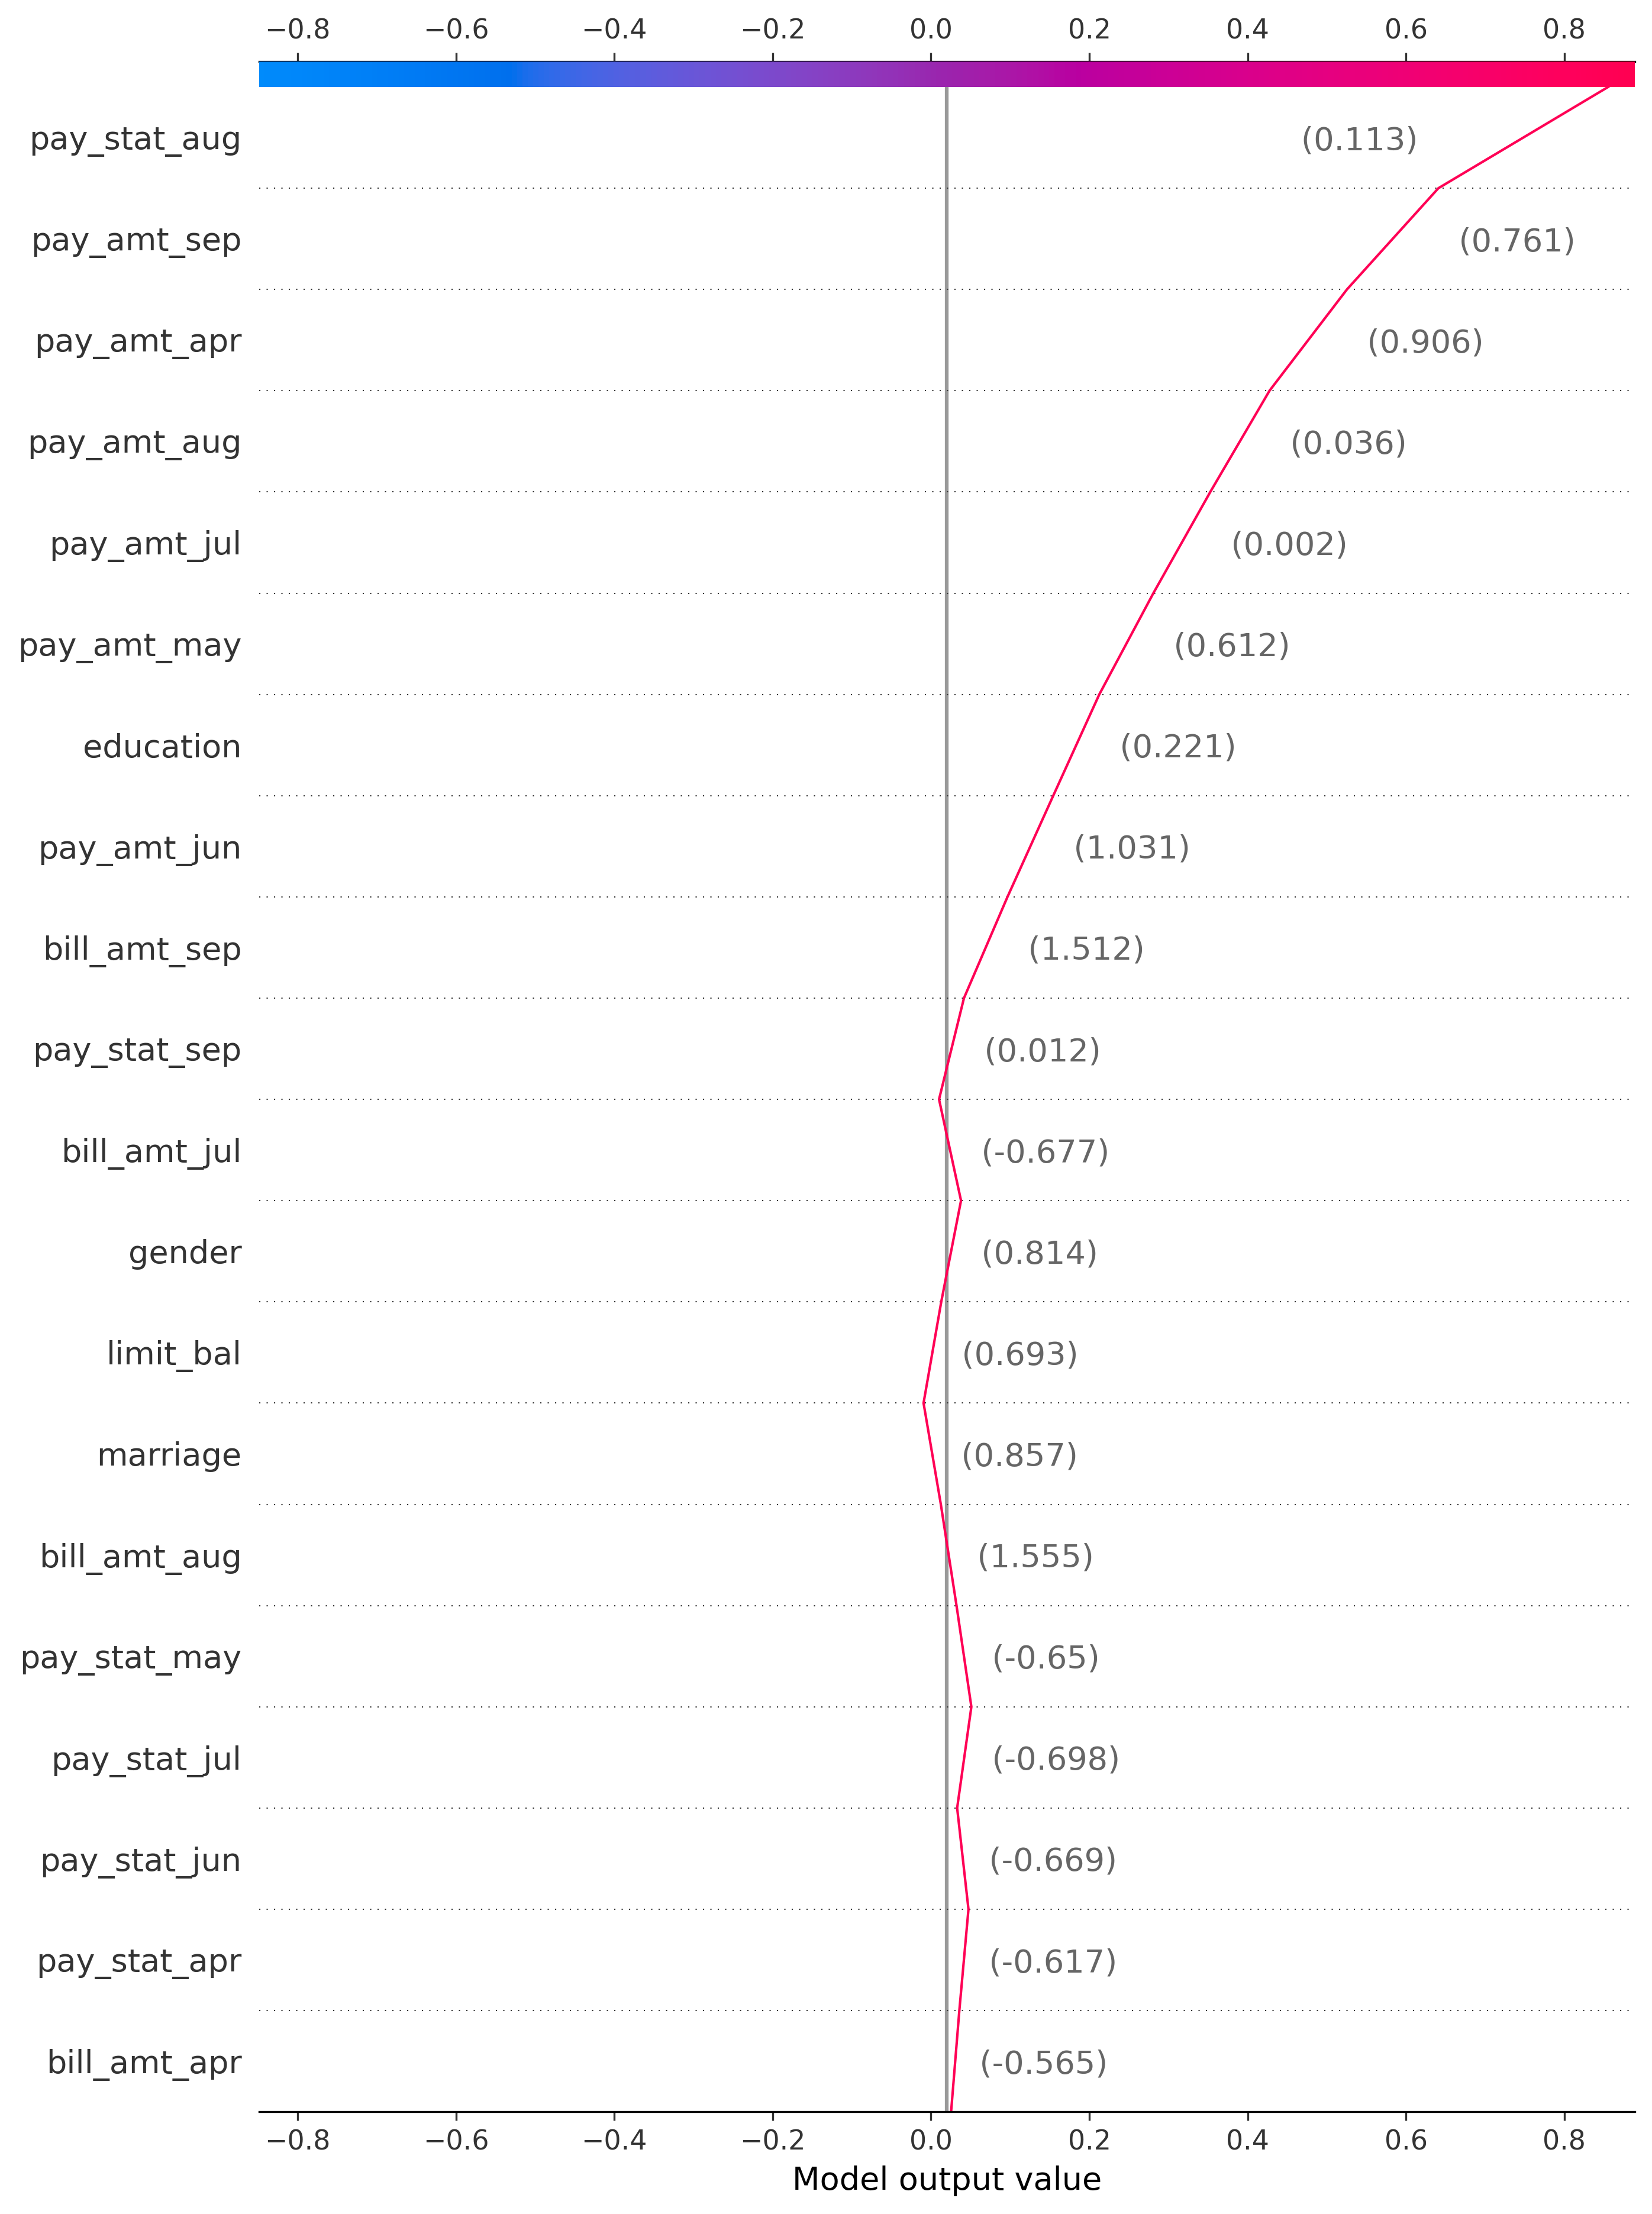 −0.8 −0.6 −0.4 −0.2 0.0 0.2 0.4 0.6 0.8
pay_stat_aug (0.113)
pay_amt_sep (0.761)
pay_amt_apr (0.906)
pay_amt_aug (0.036)
pay_amt_jul (0.002)
pay_amt_may (0.612)
education (0.221)
pay_amt_jun (1.031)
bill_amt_sep (1.512)
pay_stat_sep (0.012)
bill_amt_jul (-0.677)
gender (0.814)
limit_bal (0.693)
marriage (0.857)
bill_amt_aug (1.555)
pay_stat_may (-0.65)
pay_stat_jul (-0.698)
pay_stat_jun (-0.669)
pay_stat_apr (-0.617)
bill_amt_apr (-0.565)
−0.8 −0.6 −0.4 −0.2 0.0 0.2 0.4 0.6 0.8
Model output value